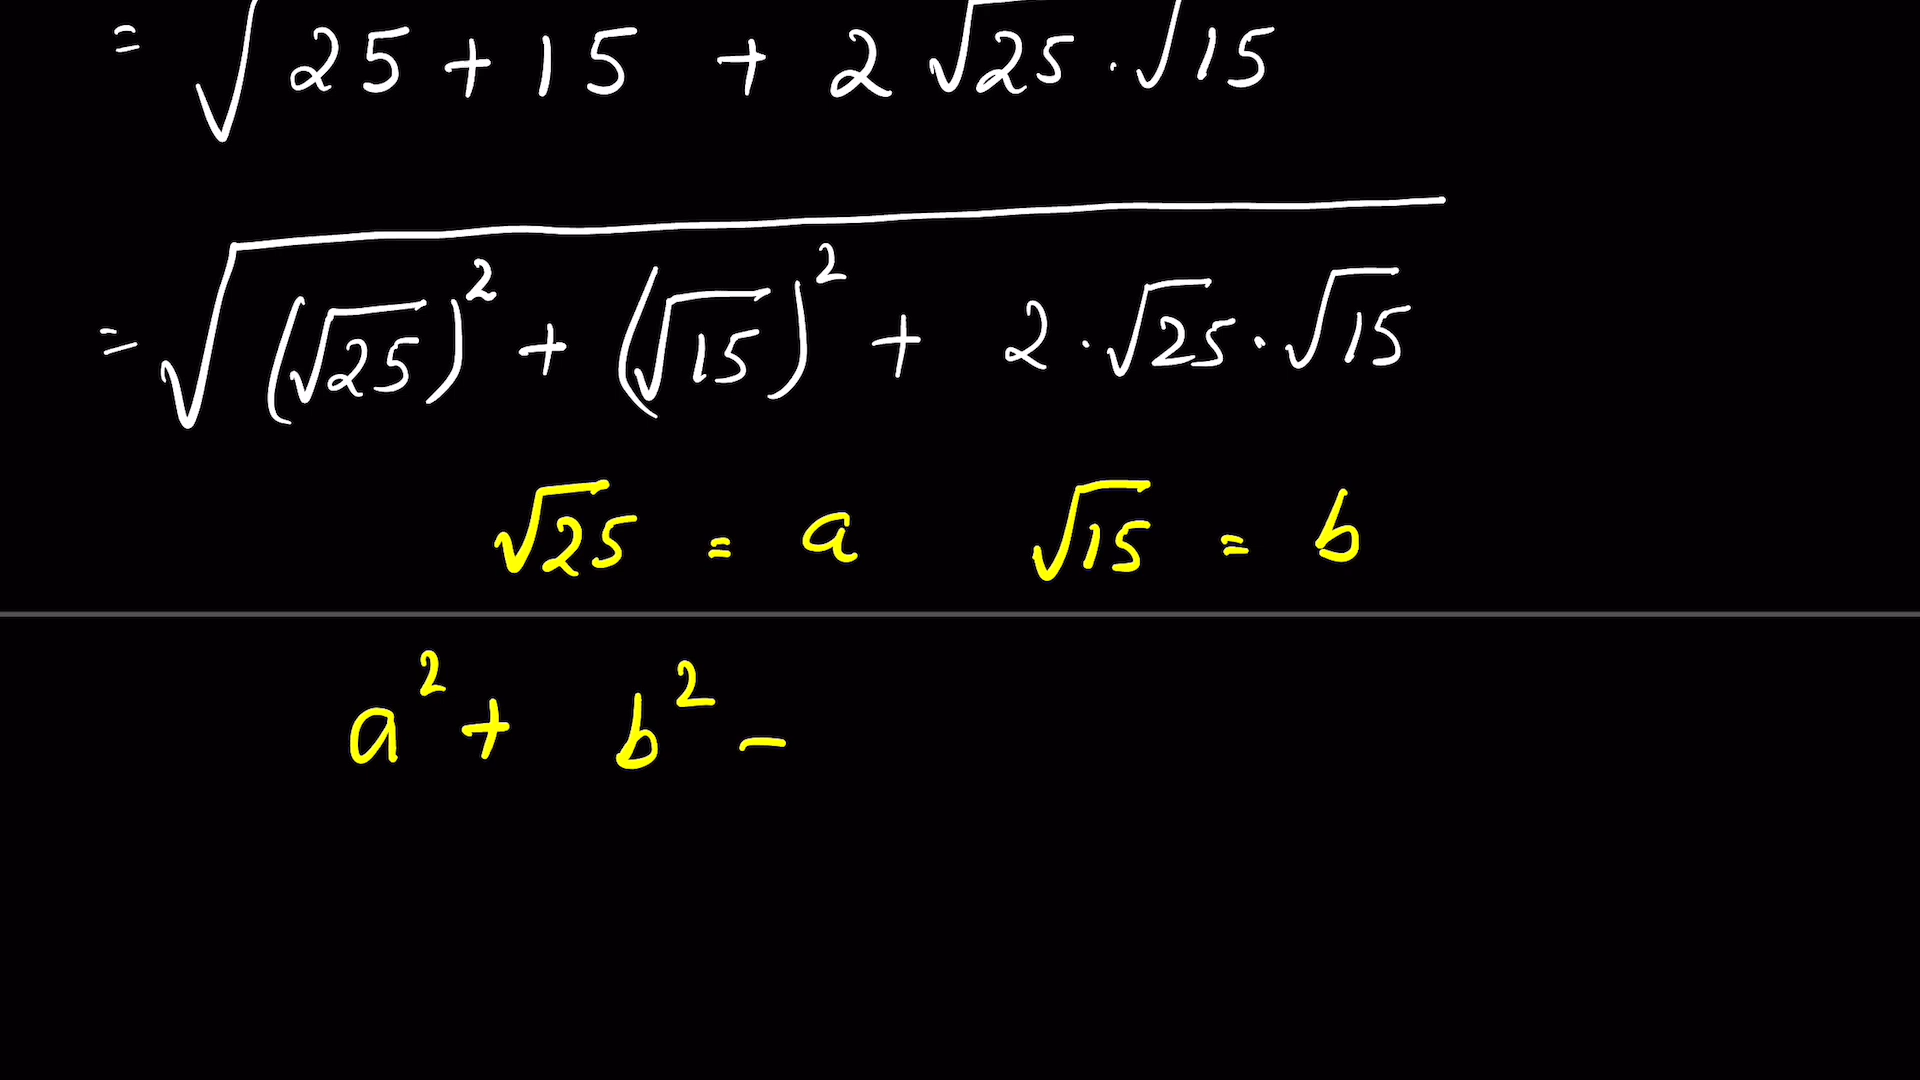 = √25 + 15 + 2 √25 . √15
= √(√25)² + (√15)² + 2 · √25 · √15
√25 = a √15 = b
a² + b² -